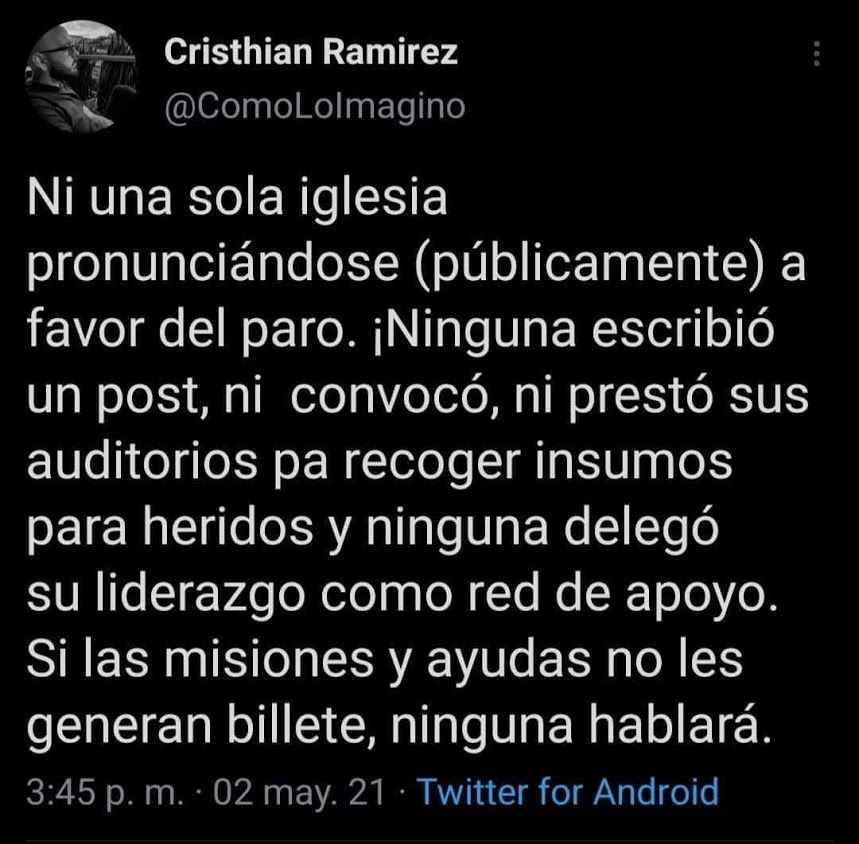 Cristhian Ramirez
@ComoLoImagino
Ni una sola iglesia
pronunciándose (públicamente) a
favor del paro. ¡Ninguna escribió
un post, ni  convocó, ni prestó sus
auditorios pa recoger insumos
para heridos y ninguna delegó
su liderazgo como red de apoyo.
Si las misiones y ayudas no les
generan billete, ninguna hablará.
3:45 p. m. · 02 may. 21 · Twitter for Android